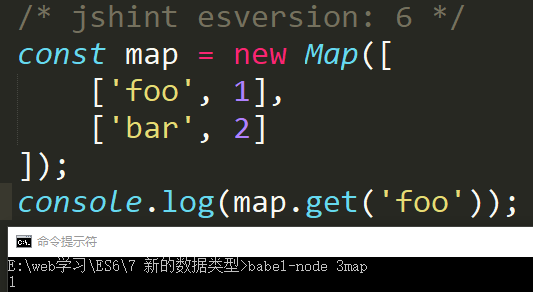 /* jshint esversion: 6 */
const map = new Map([
    ['foo', 1],
    ['bar', 2]
]);
console.log(map.get('foo'));
命令提示符
E:\web学习\ES6\7 新的数据类型>babel-node 3map
1